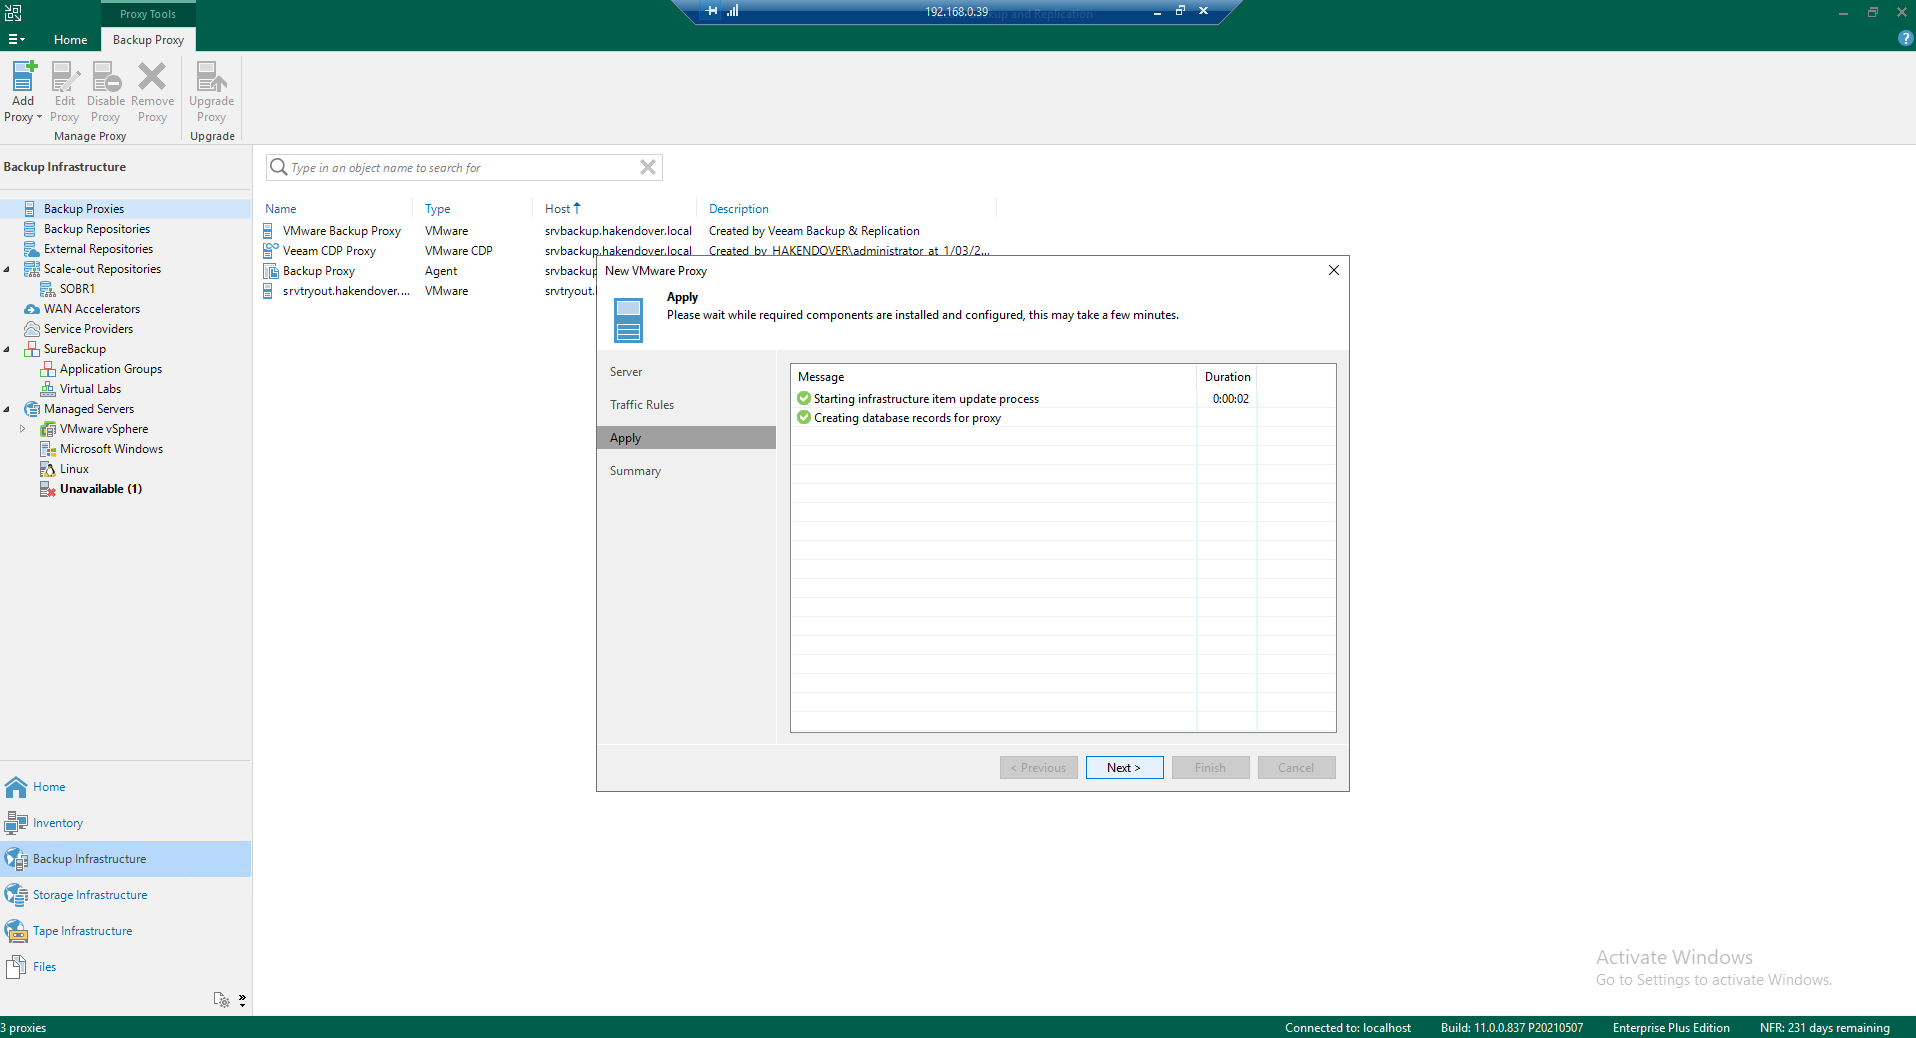 Proxy Tools
192.168.0.39
up and Replication
Home
Backup Proxy
Add
Proxy
Edit
Proxy
Disable
Proxy
Remove
Proxy
Upgrade
Proxy
Manage Proxy
Upgrade
Backup Infrastructure
Type in an object name to search for
Backup Proxies
Backup Repositories
External Repositories
Scale-out Repositories
SOBR1
WAN Accelerators
Service Providers
SureBackup
Application Groups
Virtual Labs
Managed Servers
VMware vSphere
Microsoft Windows
Linux
Unavailable (1)
Name Type Host Description
VMware Backup Proxy VMware srvbackup.hakendover.local Created by Veeam Backup & Replication
Veeam CDP Proxy VMware CDP srvbackup.hakendover.local Created by HAKENDOVER\administrator at 1/03/2...
Backup Proxy Agent srvbackup
srvtryout.hakendover.... VMware srvtryout.
New VMware Proxy
Apply
Please wait while required components are installed and configured, this may take a few minutes.
Server
Traffic Rules
Apply
Summary
Message Duration
Starting infrastructure item update process 0:00:02
Creating database records for proxy
< Previous
Next >
Finish
Cancel
Home
Inventory
Backup Infrastructure
Storage Infrastructure
Tape Infrastructure
Files
Activate Windows
Go to Settings to activate Windows.
3 proxies
Connected to: localhost
Build: 11.0.0.837 P20210507
Enterprise Plus Edition
NFR: 231 days remaining